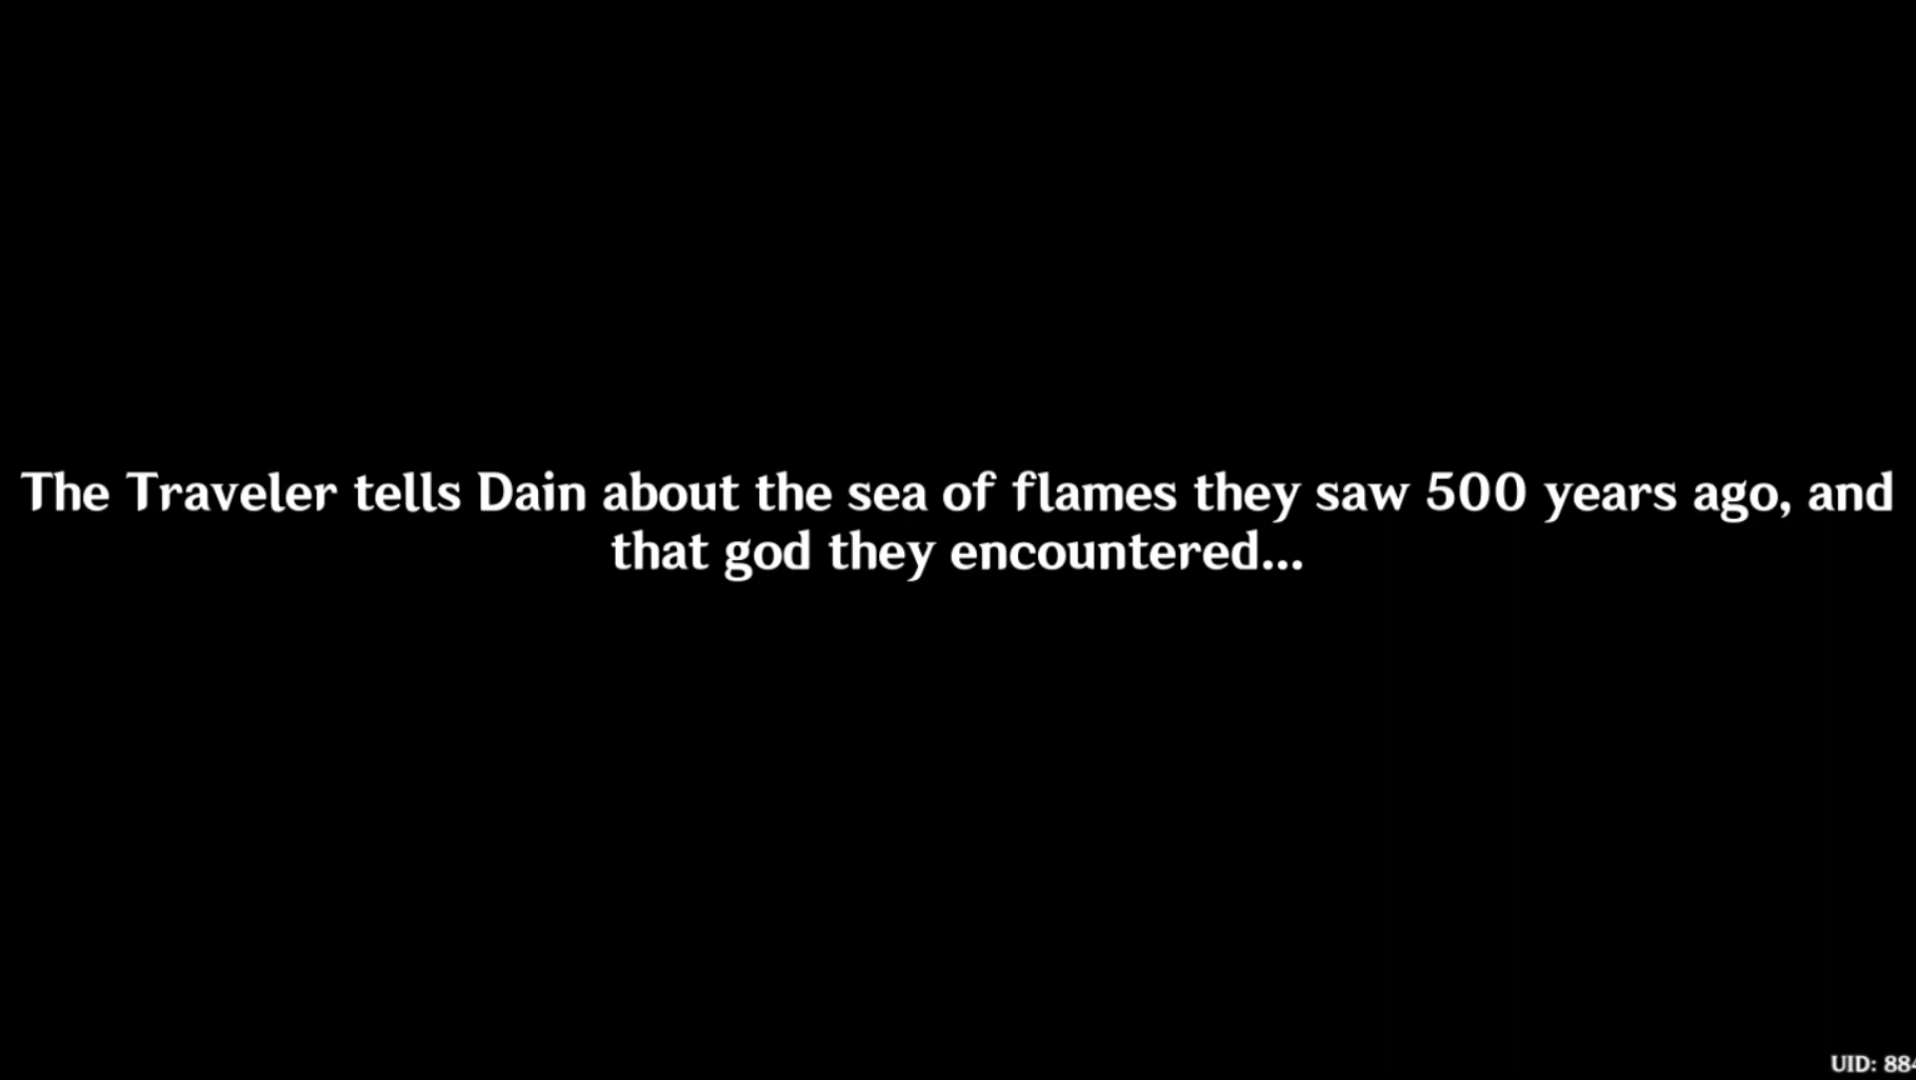 The Traveler tells Dain about the sea of flames they saw 500 years ago, and
that god they encountered...
UID: 884